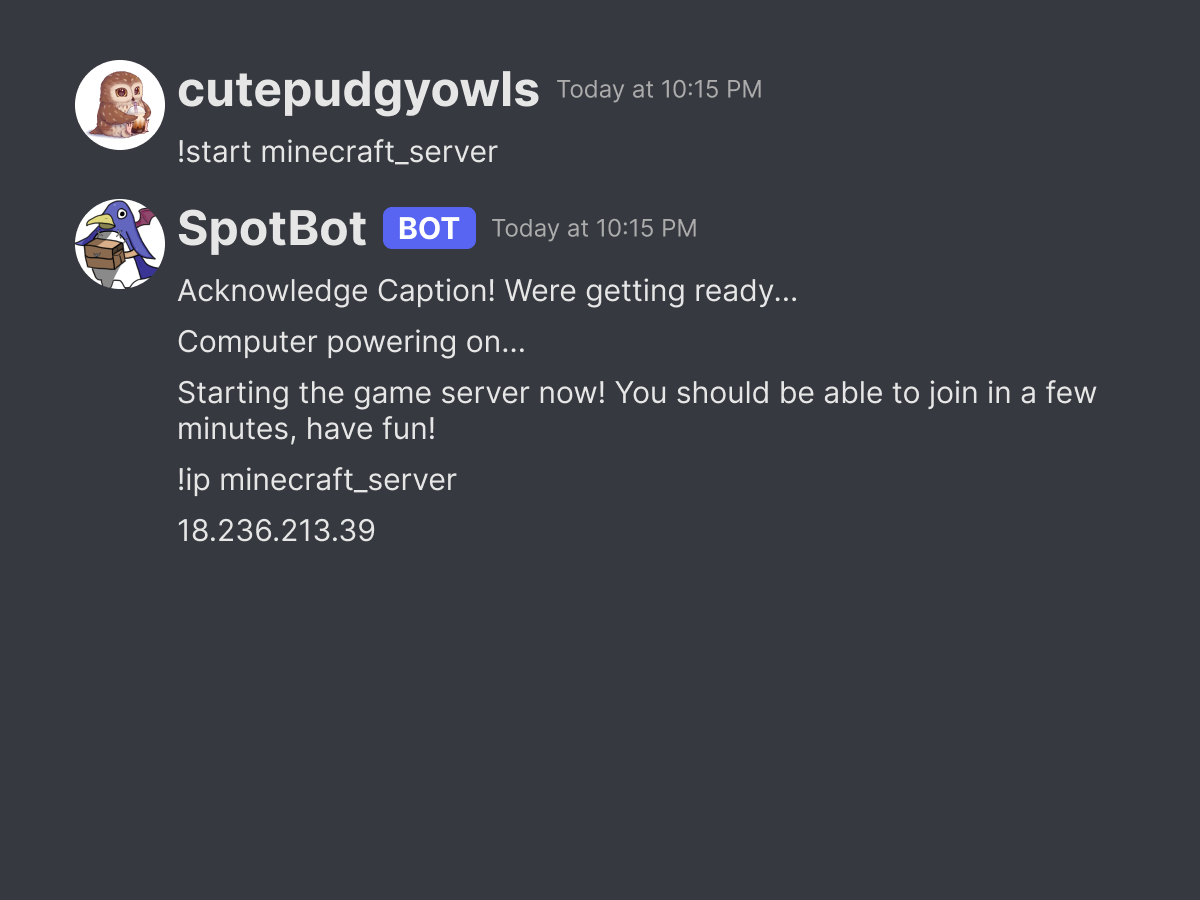 cutepudgyowls Today at 10:15 PM
!start minecraft_server
SpotBot BOT Today at 10:15 PM
Acknowledge Caption! Were getting ready...
Computer powering on...
Starting the game server now! You should be able to join in a few
minutes, have fun!
!ip minecraft_server
18.236.213.39